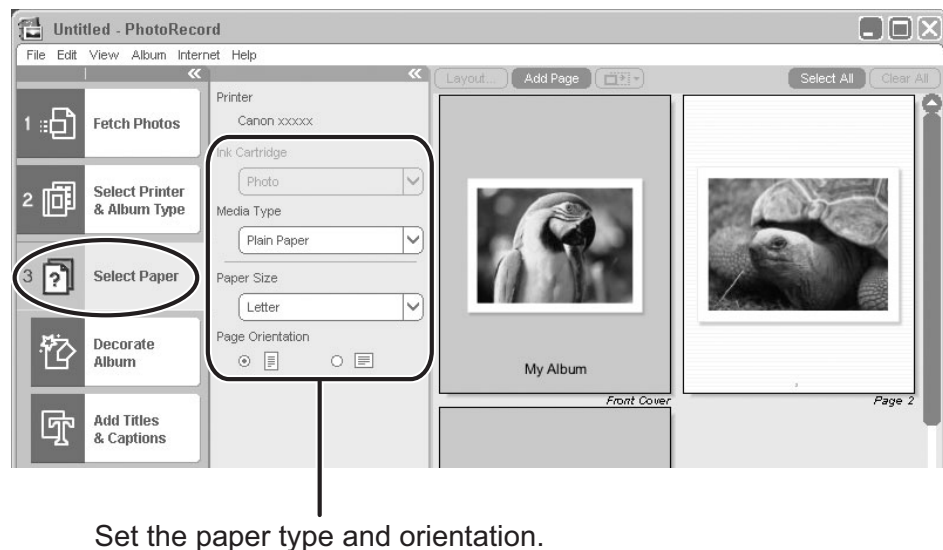 Untitled - PhotoRecord
File Edit View Album Internet Help
Layout... Add Page Select All Clear All
1 Fetch Photos
2 Select Printer
& Album Type
3 Select Paper
Decorate
Album
Add Titles
& Captions
Printer
Canon xxxxx
Ink Cartridge
Photo
Media Type
Plain Paper
Paper Size
Letter
Page Orientation
My Album
Front Cover
2
Page 2
Set the paper type and orientation.